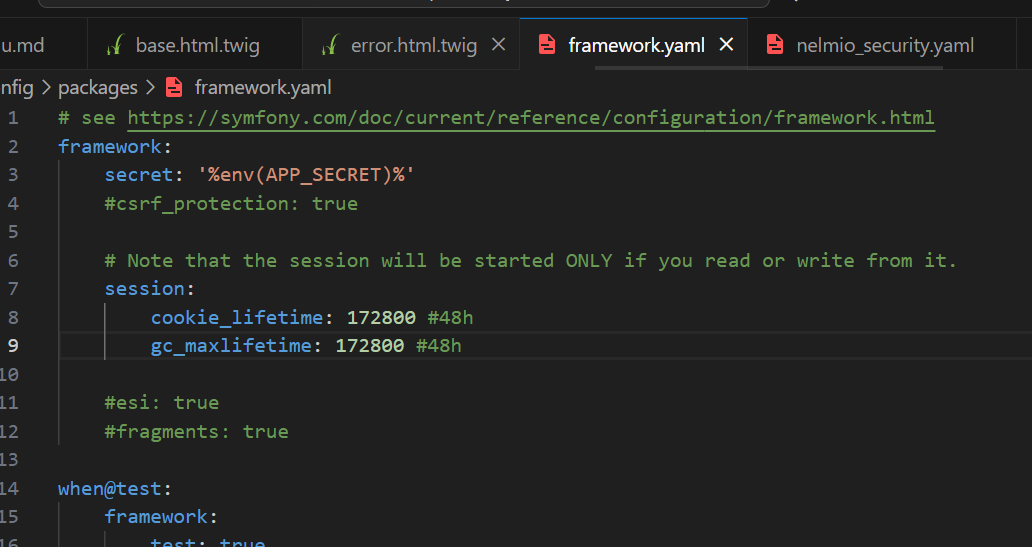 u.md base.html.twig error.html.twig framework.yaml nelmio_security.yaml
nfig > packages > framework.yaml
1 # see https://symfony.com/doc/current/reference/configuration/framework.html
2 framework:
3 secret: '%env(APP_SECRET)%'
4 #csrf_protection: true
5
6 # Note that the session will be started ONLY if you read or write from it.
7 session:
8 cookie_lifetime: 172800 #48h
9 gc_maxlifetime: 172800 #48h
10
11 #esi: true
12 #fragments: true
13
14 when@test:
15 framework:
16 test: true